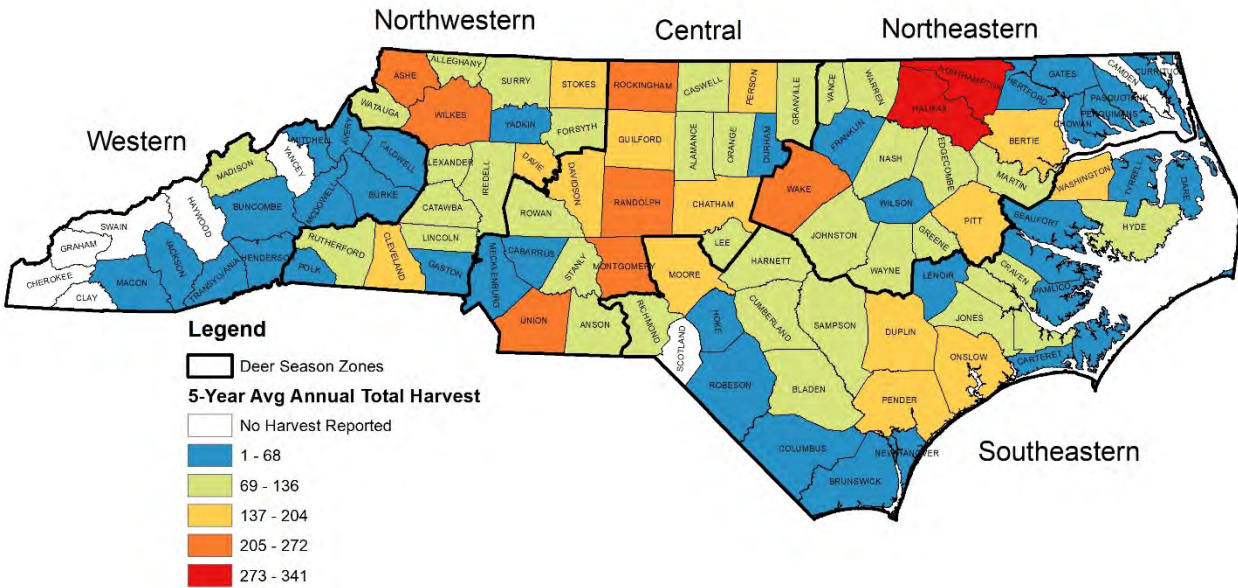 Northwestern
Central
Northeastern
Western
Southeastern
ALLEGHANY
ASHE
SURRY
STOKES
ROCKINGHAM
CASWELL
PERSON
GRANVILLE
VANCE
WARREN
NORTHAMPTON
HALIFAX
HERTFORD
GATES
CAMDEN
CURRITUCK
PASQUOTANK
PERQUIMANS
CHOWAN
WATAUGA
WILKES
YADKIN
FORSYTH
GUILFORD
ALAMANCE
ORANGE
DURHAM
FRANKLIN
NASH
EDGECOMBE
BERTIE
MARTIN
WASHINGTON
TYRRELL
DARE
MITCHELL
AVERY
YANCEY
CALDWELL
ALEXANDER
IREDELL
DAVIE
DAVIDSON
RANDOLPH
CHATHAM
WAKE
WILSON
PITT
BEAUFORT
HYDE
MADISON
HAYWOOD
BUNCOMBE
MCDOWELL
BURKE
CATAWBA
ROWAN
LEE
JOHNSTON
GREENE
WAYNE
LENOIR
CRAVEN
PAMLICO
SWAIN
GRAHAM
CHEROKEE
CLAY
MACON
JACKSON
TRANSYLVANIA
HENDERSON
POLK
RUTHERFORD
CLEVELAND
LINCOLN
GASTON
MECKLENBURG
CABARRUS
STANLY
MONTGOMERY
MOORE
HARNETT
CUMBERLAND
SAMPSON
DUPLIN
JONES
ONSLOW
CARTERET
UNION
ANSON
RICHMOND
SCOTLAND
HOKE
ROBESON
BLADEN
PENDER
COLUMBUS
NEW HANOVER
BRUNSWICK
Legend
Deer Season Zones
5-Year Avg Annual Total Harvest
No Harvest Reported
1 - 68
69 - 136
137 - 204
205 - 272
273 - 341